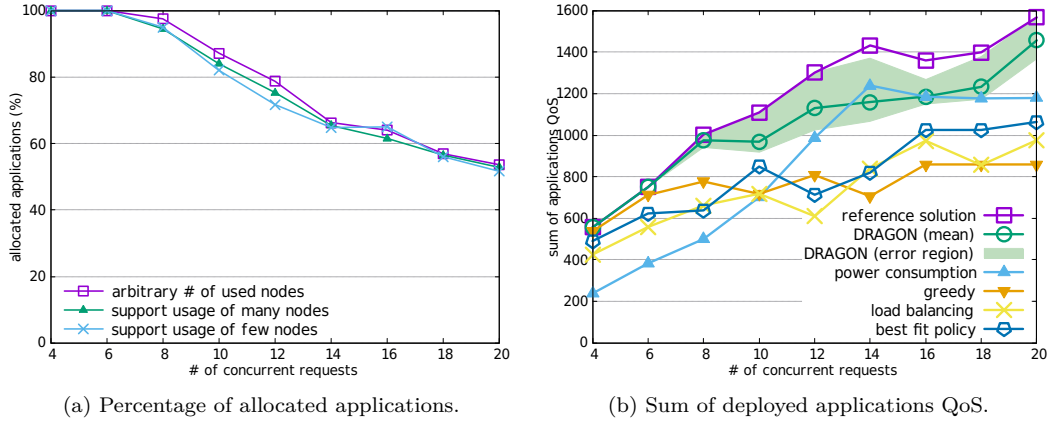 100
80
60
40
20
0
allocated applications (%)
arbitrary # of used nodes
support usage of many nodes
support usage of few nodes
4 6 8 10 12 14 16 18 20
# of concurrent requests
(a) Percentage of allocated applications.
1600
1400
1200
1000
800
600
400
200
0
sum of applications QoS
reference solution
DRAGON (mean)
DRAGON (error region)
power consumption
greedy
load balancing
best fit policy
4 6 8 10 12 14 16 18 20
# of concurrent requests
(b) Sum of deployed applications QoS.